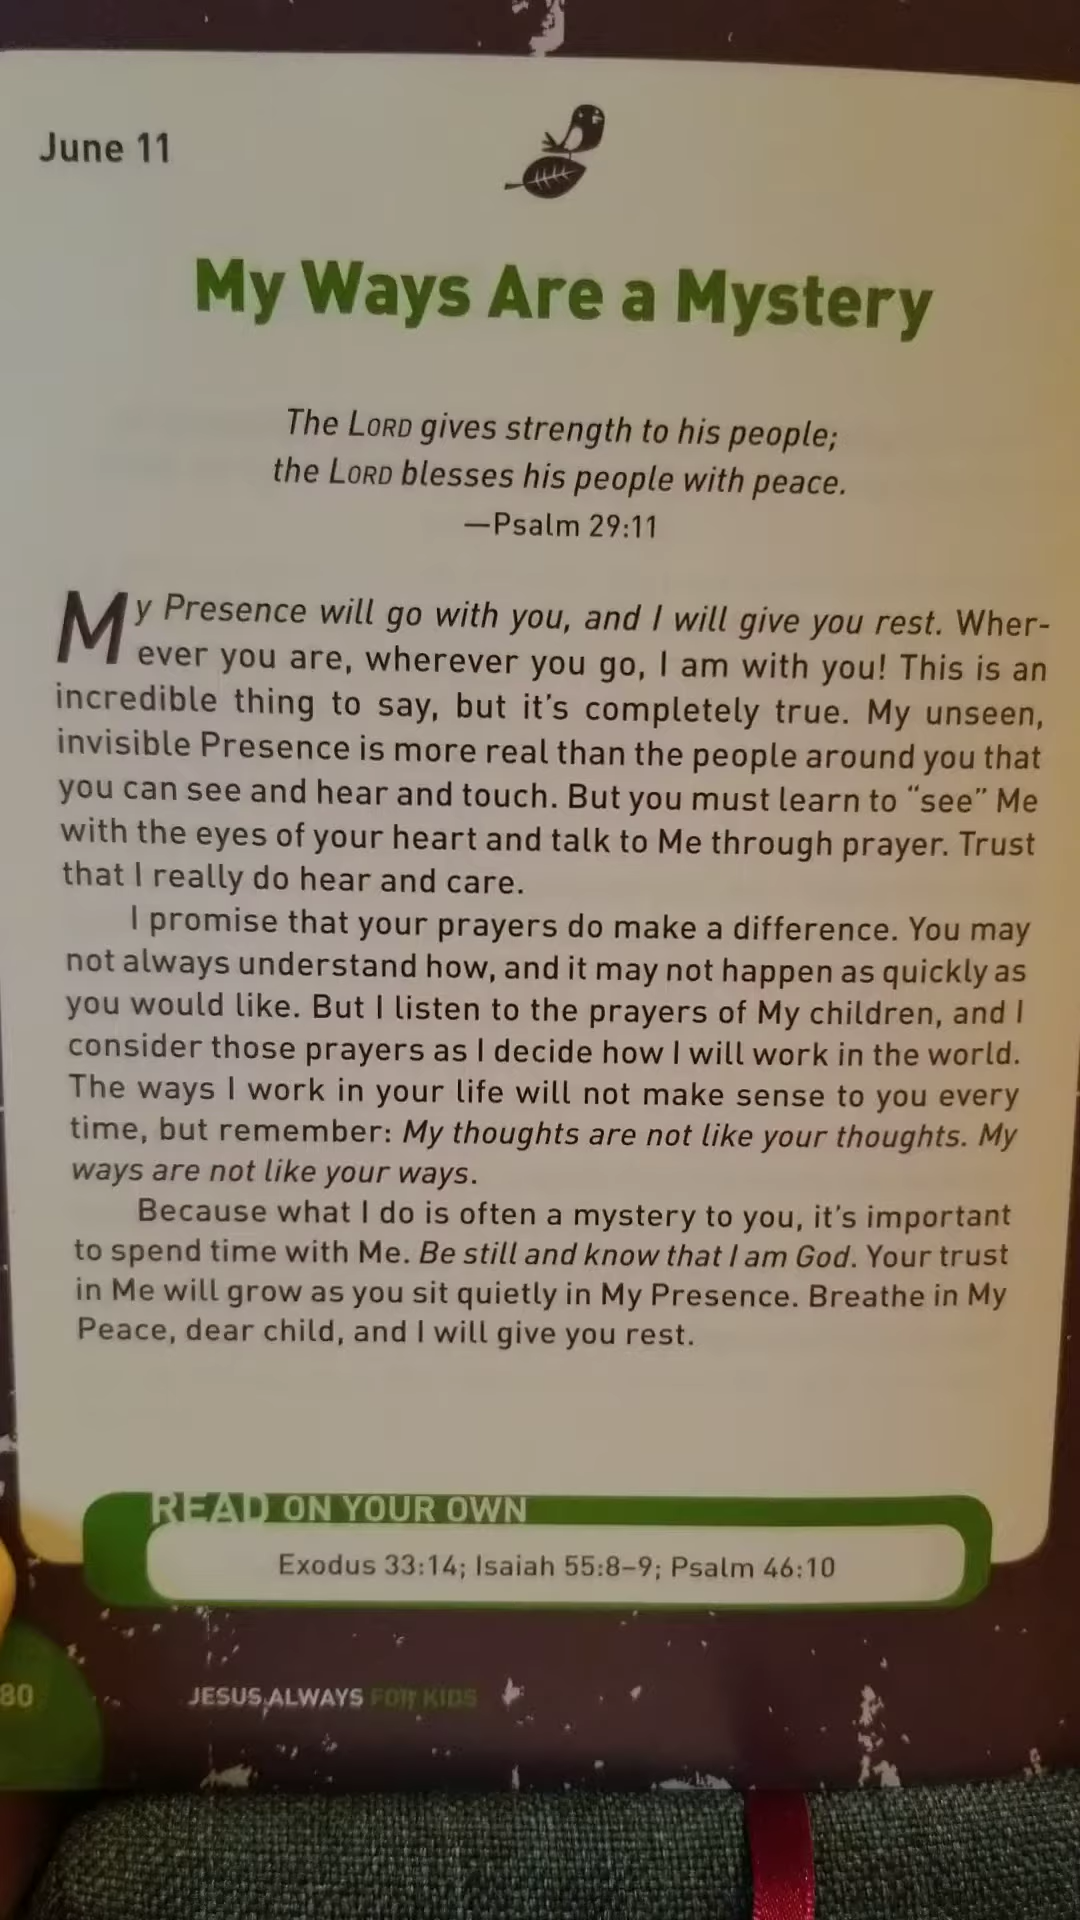 June 11
My Ways Are a Mystery
The LORD gives strength to his people;
the LORD blesses his people with peace.
—Psalm 29:11
My Presence will go with you, and I will give you rest. Wher-
ever you are, wherever you go, I am with you! This is an
incredible thing to say, but it's completely true. My unseen,
invisible Presence is more real than the people around you that
you can see and hear and touch. But you must learn to "see" Me
with the eyes of your heart and talk to Me through prayer. Trust
that I really do hear and care.
I promise that your prayers do make a difference. You may
not always understand how, and it may not happen as quickly as
you would like. But I listen to the prayers of My children, and I
consider those prayers as I decide how I will work in the world.
The ways I work in your life will not make sense to you every
time, but remember: My thoughts are not like your thoughts. My
ways are not like your ways.
Because what I do is often a mystery to you, it's important
to spend time with Me. Be still and know that I am God. Your trust
in Me will grow as you sit quietly in My Presence. Breathe in My
Peace, dear child, and I will give you rest.
READ ON YOUR OWN
Exodus 33:14; Isaiah 55:8–9; Psalm 46:10
80
JESUS ALWAYS FOR KIDS